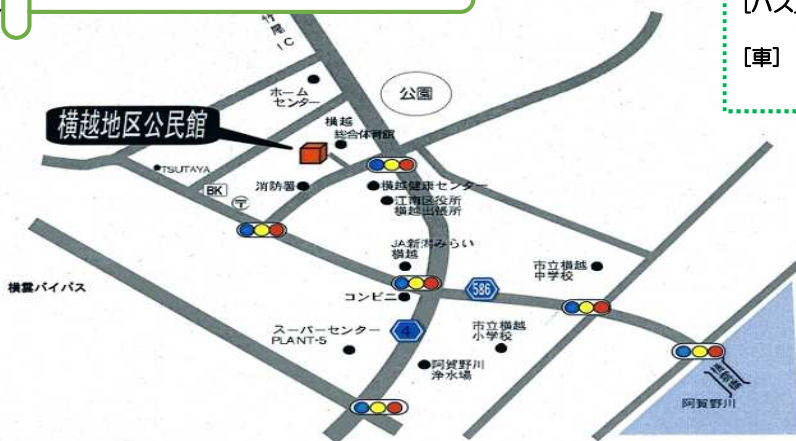 [バス]
[車]
竹尾IC
ホーム
センター
公園
横越
総合体育館
横越地区公民館
TSUTAYA
BK
〒
消防署
横越健康センター
江南区役所
横越出張所
JA新潟みらい
横越
市立横越
中学校
586
コンビニ
横雲バイパス
スーパーセンター
PLANT-5
4
市立横越
小学校
阿賀野川
浄水場
阿賀野川